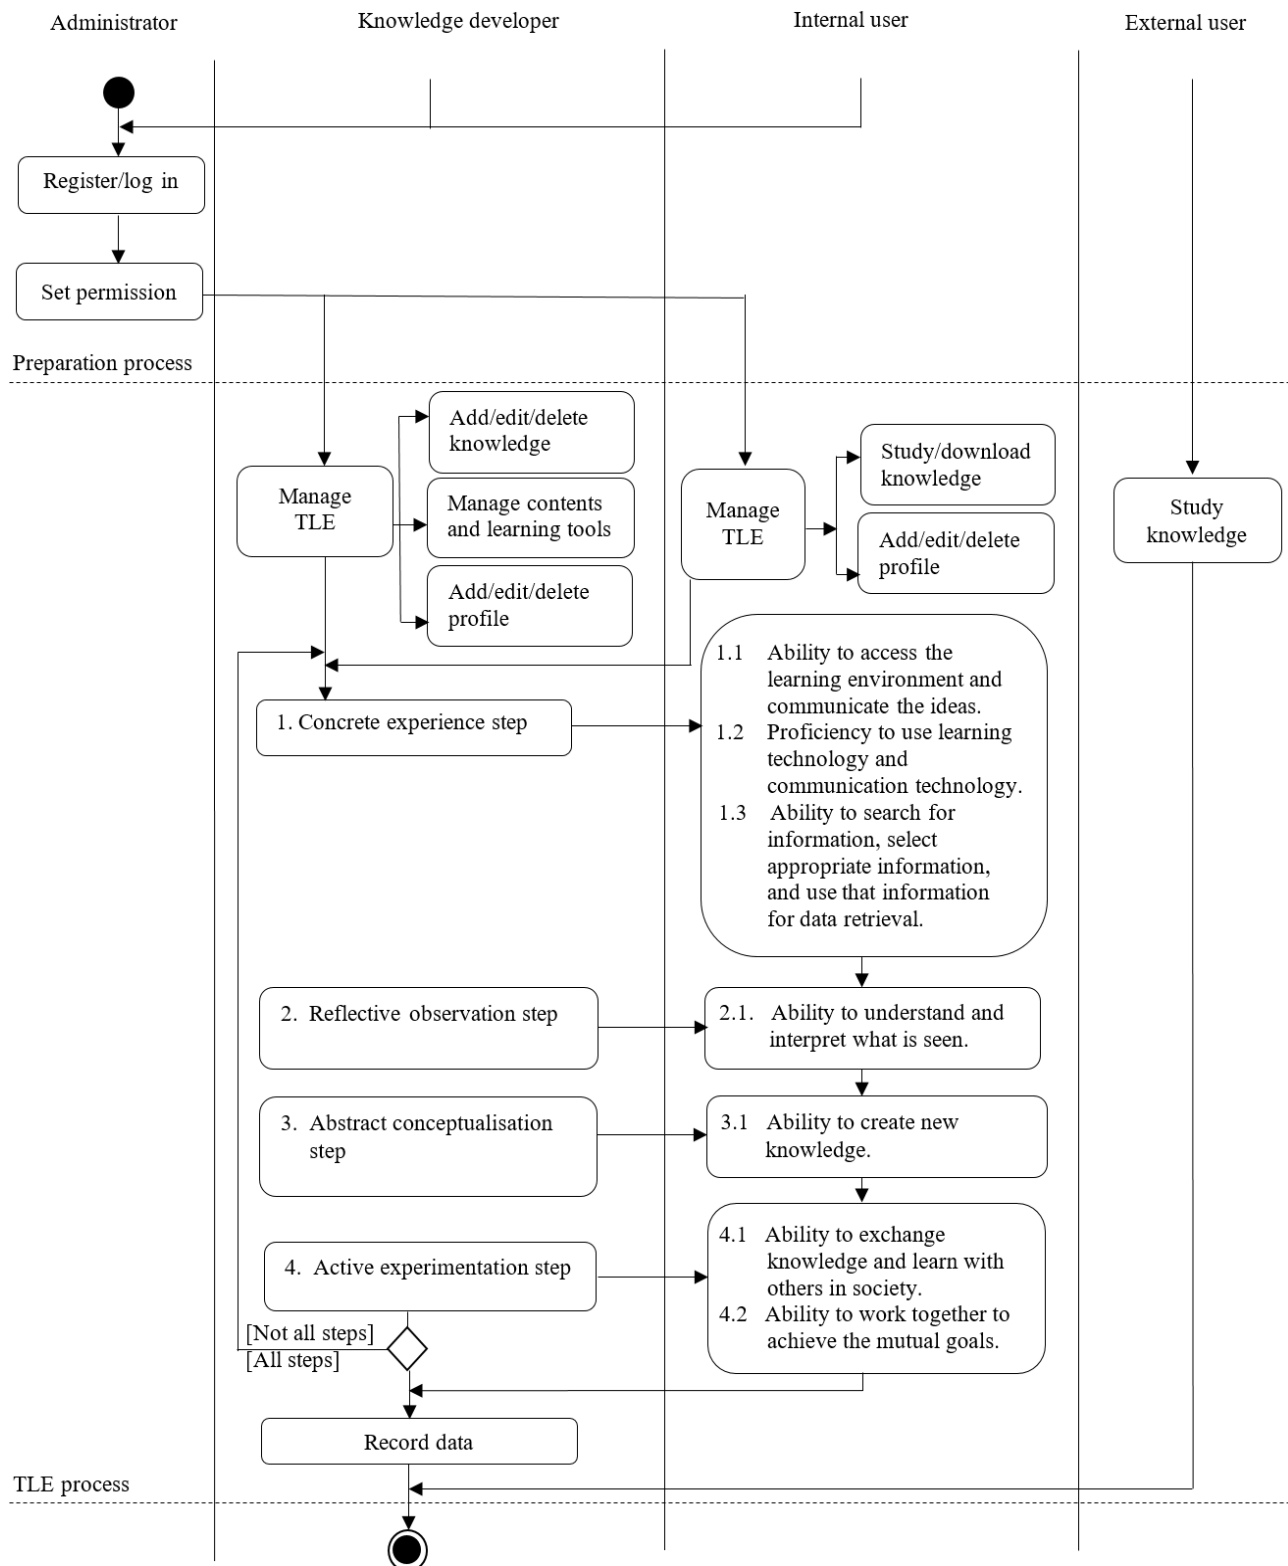 Administrator
Knowledge developer
Internal user
External user
Register/log in
Set permission
Preparation process
Add/edit/delete
knowledge
Manage
TLE
Manage contents
and learning tools
Add/edit/delete
profile
Study/download
knowledge
Manage
TLE
Add/edit/delete
profile
Study
knowledge
1. Concrete experience step
1.1 Ability to access the
learning environment and
communicate the ideas.
1.2 Proficiency to use learning
technology and
communication technology.
1.3 Ability to search for
information, select
appropriate information,
and use that information
for data retrieval.
2. Reflective observation step
2.1. Ability to understand and
interpret what is seen.
3. Abstract conceptualisation
step
3.1 Ability to create new
knowledge.
4. Active experimentation step
4.1 Ability to exchange
knowledge and learn with
others in society.
4.2 Ability to work together to
achieve the mutual goals.
[Not all steps]
[All steps]
Record data
TLE process